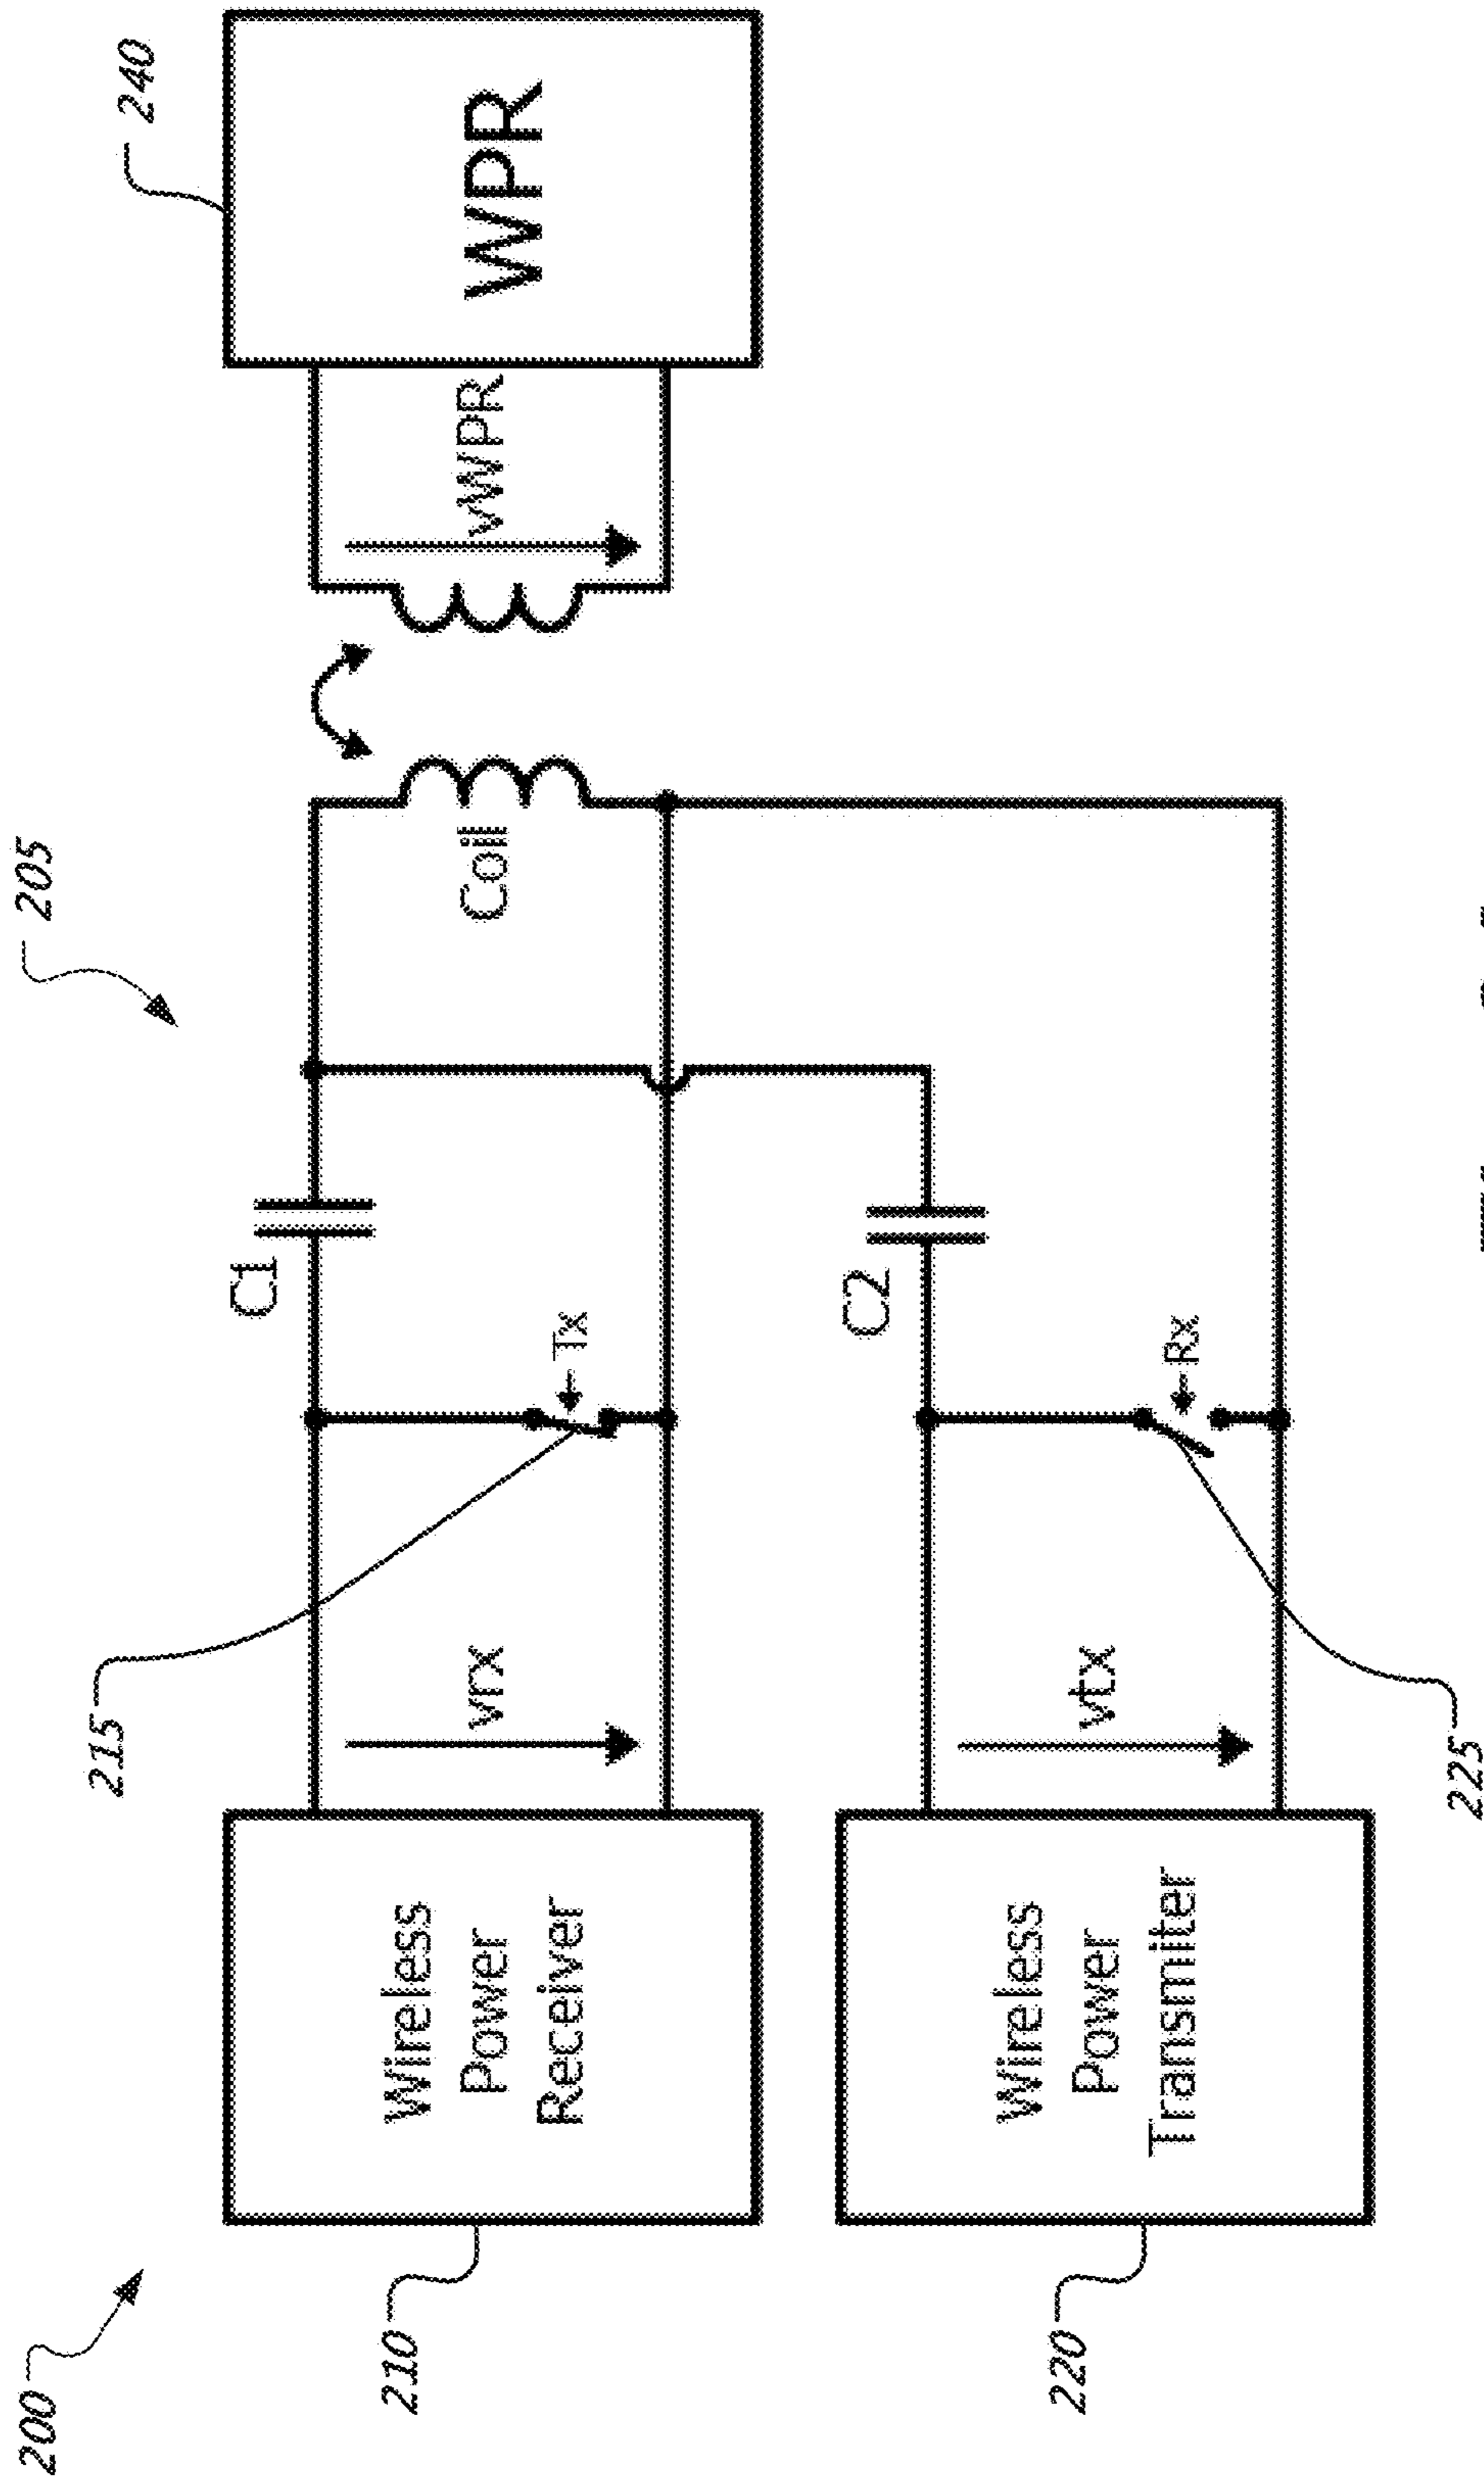 200
205
240
215
C1
Coil
vWPR
WPR
Wireless
Power
Receiver
vrx
Tx
210
C2
Wireless
Power
Transmiter
vtx
Rx
220
225